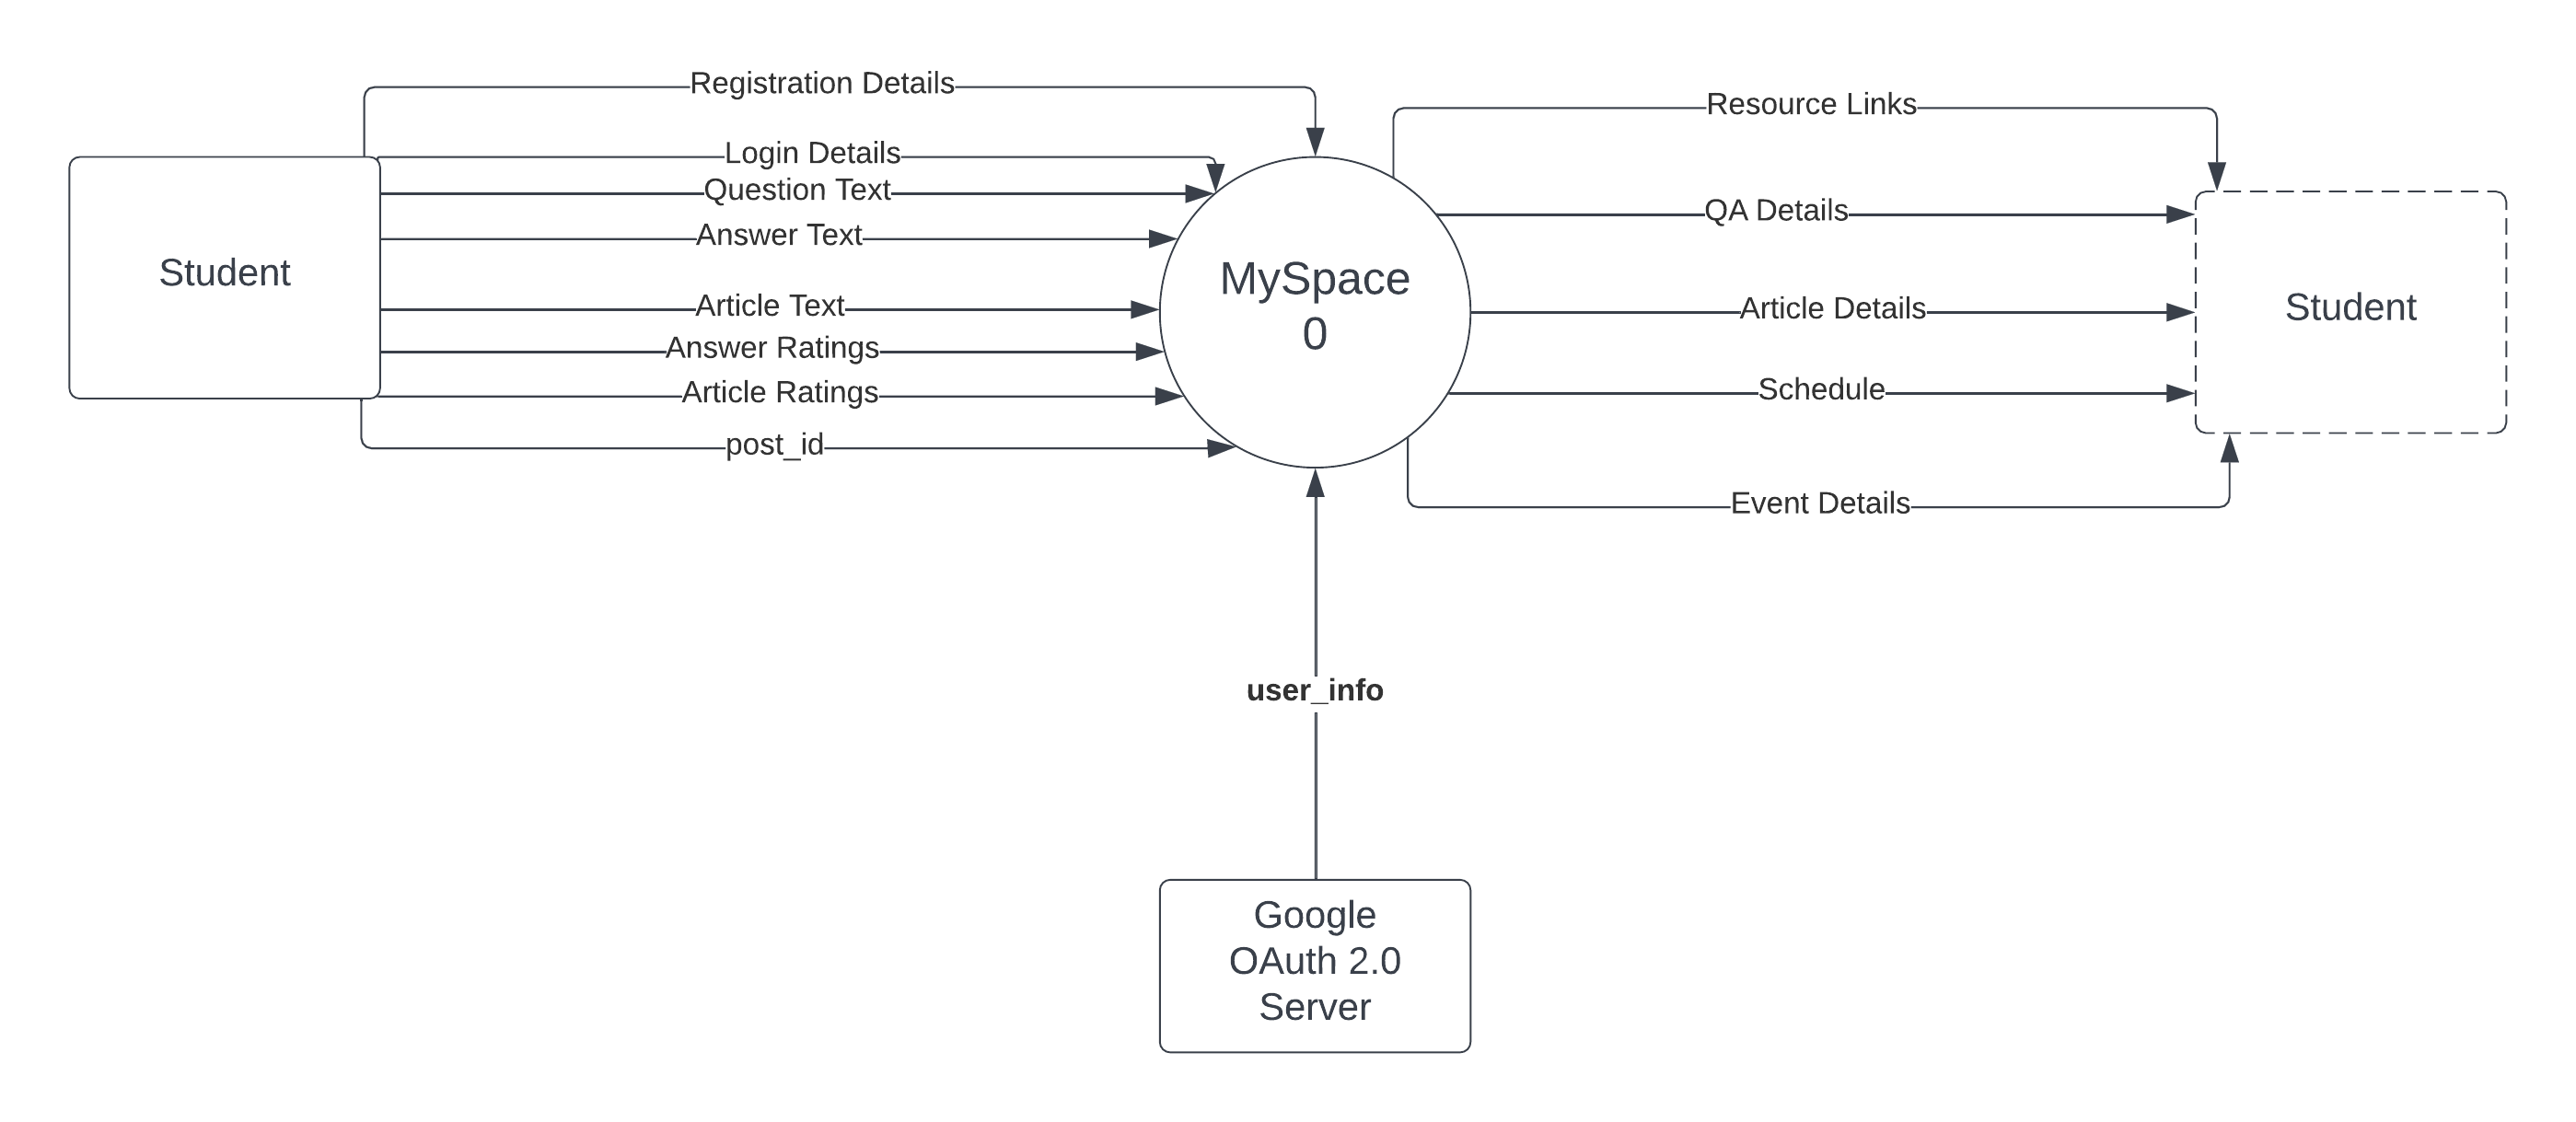 Registration Details
Resource Links
Login Details
Question Text
QA Details
Answer Text
Student
MySpace
0
Article Text
Article Details
Student
Answer Ratings
Article Ratings
Schedule
post_id
Event Details
user_info
Google
OAuth 2.0
Server